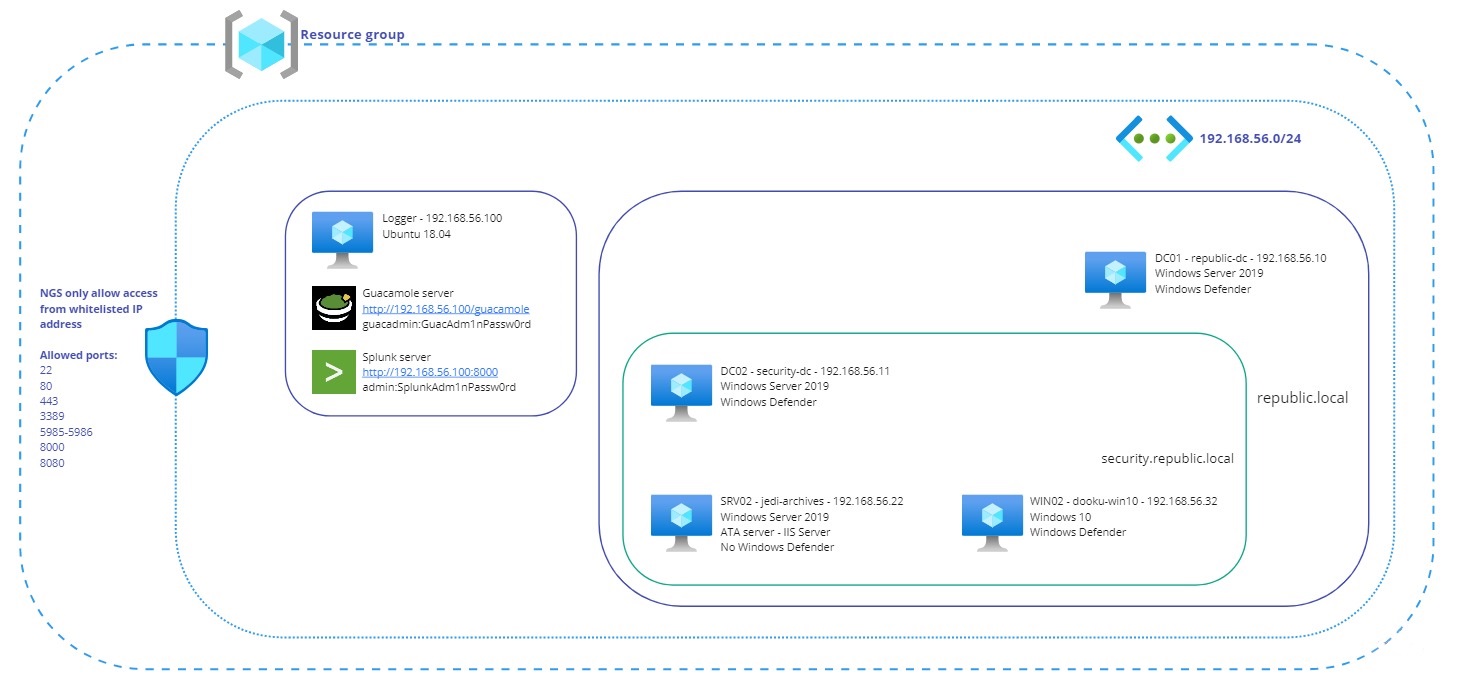 Resource group
192.168.56.0/24
Logger - 192.168.56.100
Ubuntu 18.04
Guacamole server
http://192.168.56.100/guacamole
guacadmin:GuacAdm1nPassw0rd
Splunk server
http://192.168.56.100:8000
admin:SplunkAdm1nPassw0rd
NGS only allow access
from whitelisted IP
address
Allowed ports:
22
80
443
3389
5985-5986
8000
8080
DC01 - republic-dc - 192.168.56.10
Windows Server 2019
Windows Defender
DC02 - security-dc - 192.168.56.11
Windows Server 2019
Windows Defender
republic.local
security.republic.local
SRV02 - jedi-archives - 192.168.56.22
Windows Server 2019
ATA server - IIS Server
No Windows Defender
WIN02 - dooku-win10 - 192.168.56.32
Windows 10
Windows Defender